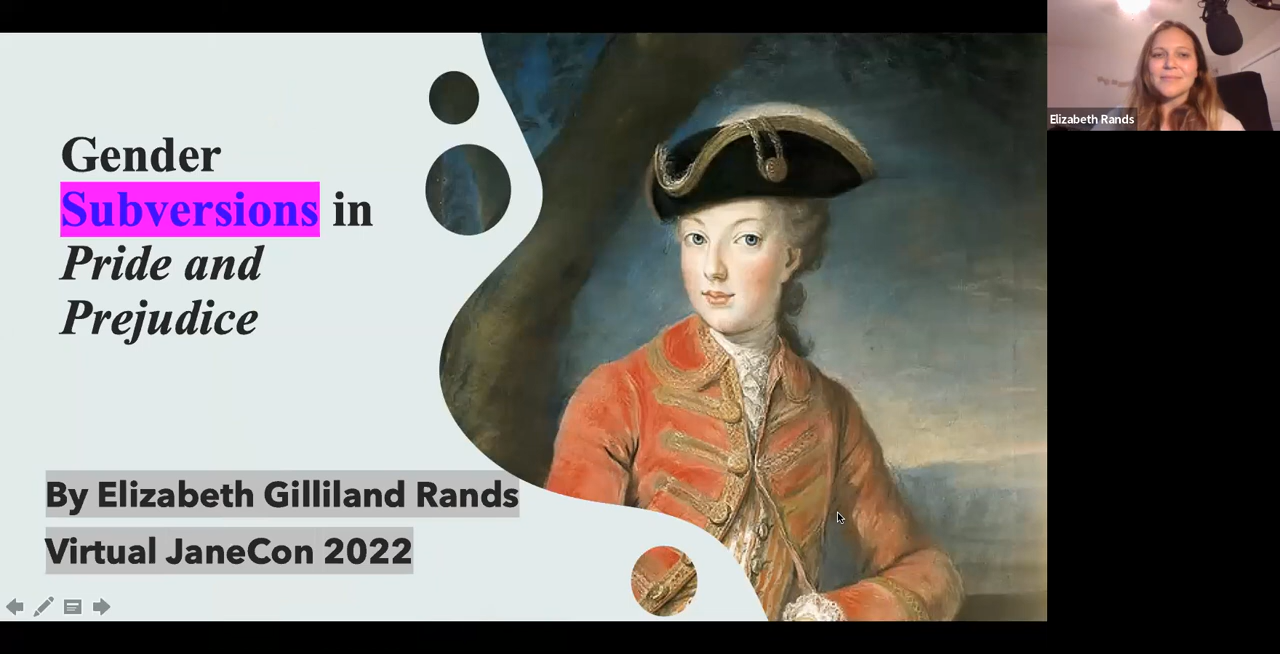 Gender
Subversions in
Pride and
Prejudice
By Elizabeth Gilliland Rands
Virtual JaneCon 2022
Elizabeth Rands